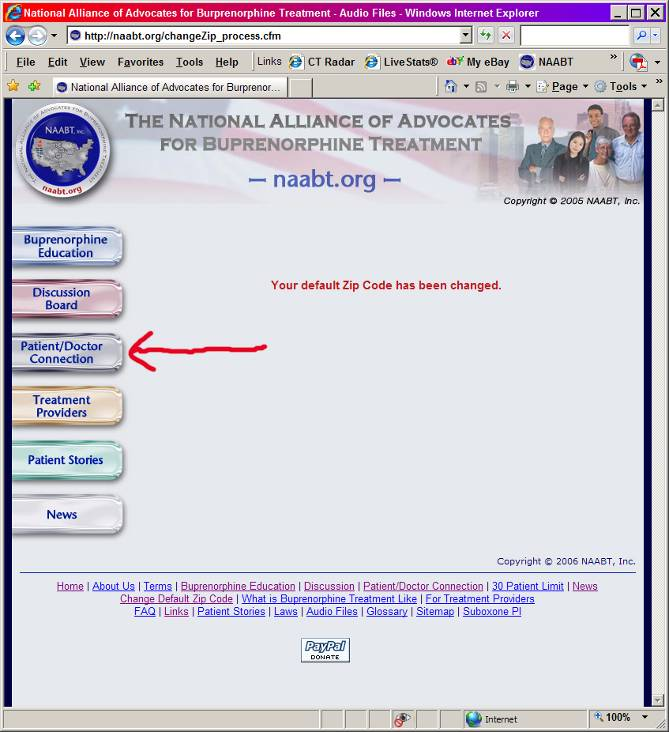 National Alliance of Advocates for Burprenorphine Treatment - Audio Files - Windows Internet Explorer
http://naabt.org/changeZip_process.cfm
File Edit View Favorites Tools Help Links CT Radar LiveStats® My eBay NAABT »
National Alliance of Advocates for Burprenor... Page Tools »
NAABT, INC.
naabt.org
THE NATIONAL ALLIANCE OF ADVOCATES
FOR BUPRENORPHINE TREATMENT
– naabt.org –
Copyright © 2005 NAABT, Inc.
Buprenorphine
Education
Your default Zip Code has been changed.
Discussion
Board
Patient/Doctor
Connection
Treatment
Providers
Patient Stories
News
Copyright © 2006 NAABT, Inc.
Home | About Us | Terms | Buprenorphine Education | Discussion | Patient/Doctor Connection | 30 Patient Limit | News
Change Default Zip Code | What is Buprenorphine Treatment Like | For Treatment Providers
FAQ | Links | Patient Stories | Laws | Audio Files | Glossary | Sitemap | Suboxone PI
PayPal
DONATE
Internet 100%